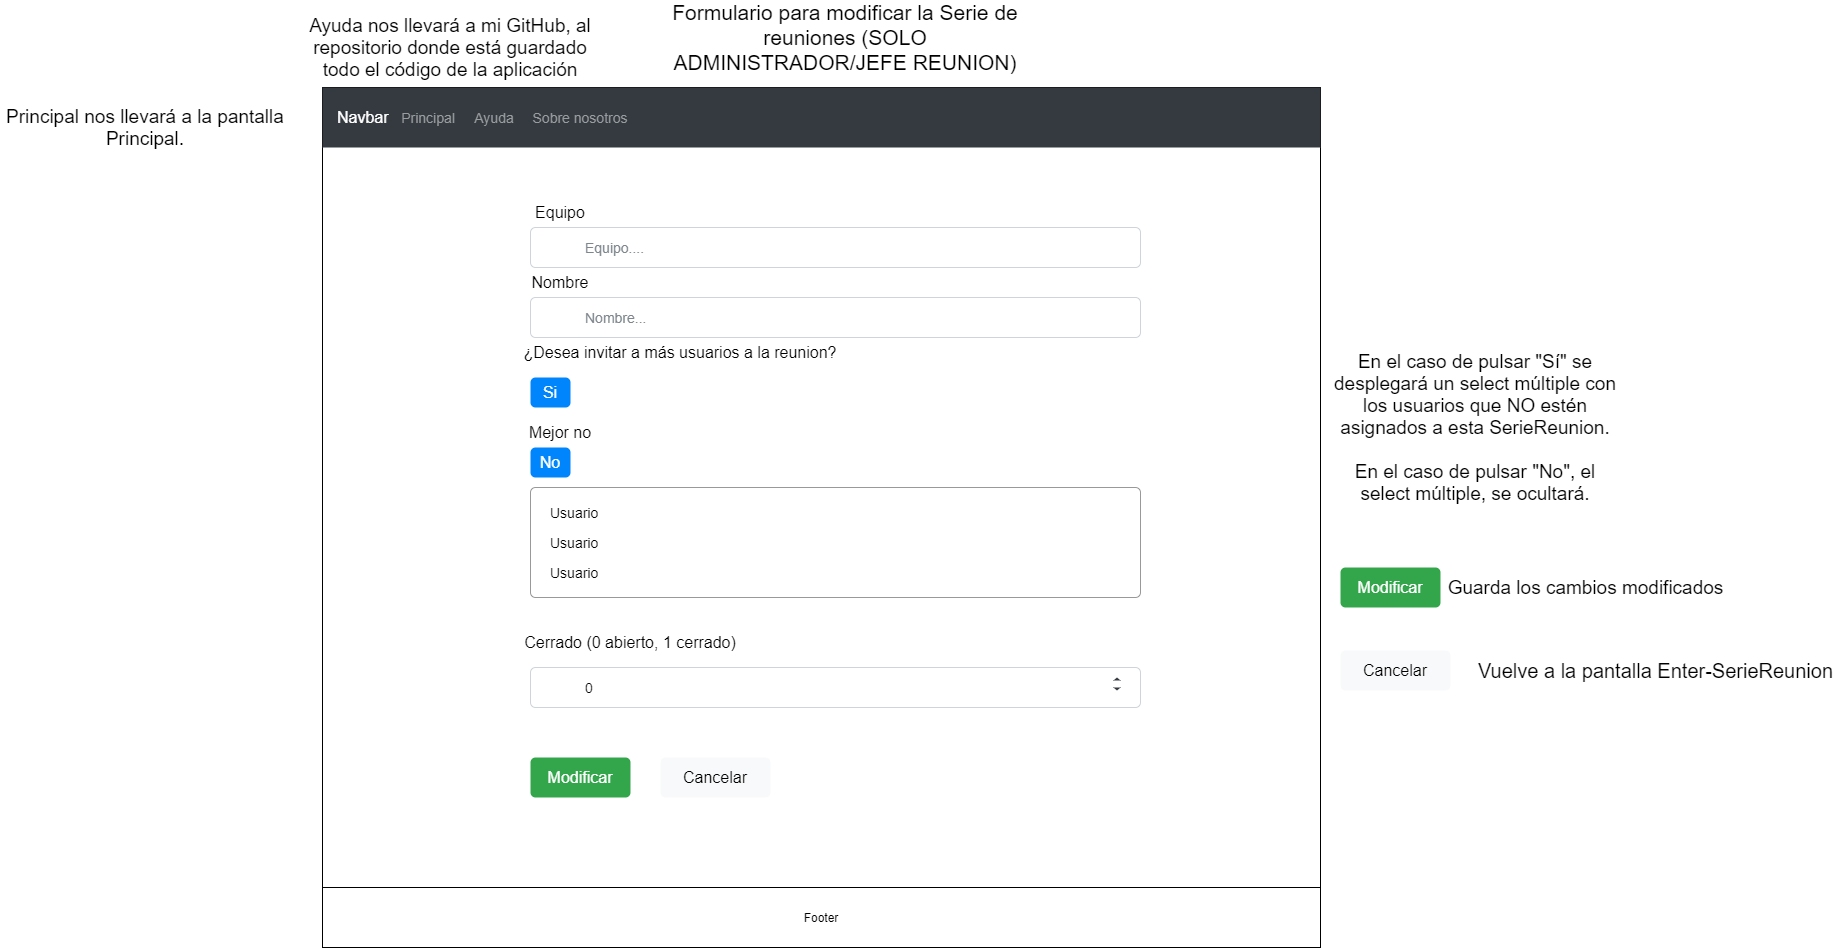 Ayuda nos llevará a mi GitHub, al
repositorio donde está guardado
todo el código de la aplicación
Formulario para modificar la Serie de
reuniones (SOLO
ADMINISTRADOR/JEFE REUNION)
Principal nos llevará a la pantalla
Principal.
Navbar Principal Ayuda Sobre nosotros
Equipo
Equipo....
Nombre
Nombre...
¿Desea invitar a más usuarios a la reunion?
Si
Mejor no
No
Usuario
Usuario
Usuario
Cerrado (0 abierto, 1 cerrado)
0
Modificar Cancelar
En el caso de pulsar "Sí" se
desplegará un select múltiple con
los usuarios que NO estén
asignados a esta SerieReunion.
En el caso de pulsar "No", el
select múltiple, se ocultará.
Modificar Guarda los cambios modificados
Cancelar Vuelve a la pantalla Enter-SerieReunion
Footer